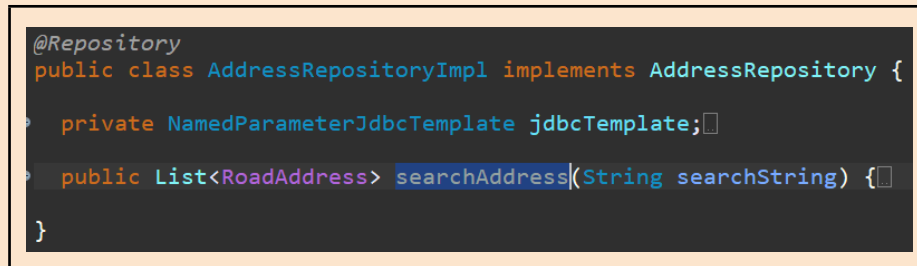 @Repository
public class AddressRepositoryImpl implements AddressRepository {
private NamedParameterJdbcTemplate jdbcTemplate;
public List<RoadAddress> searchAddress(String searchString) {
}